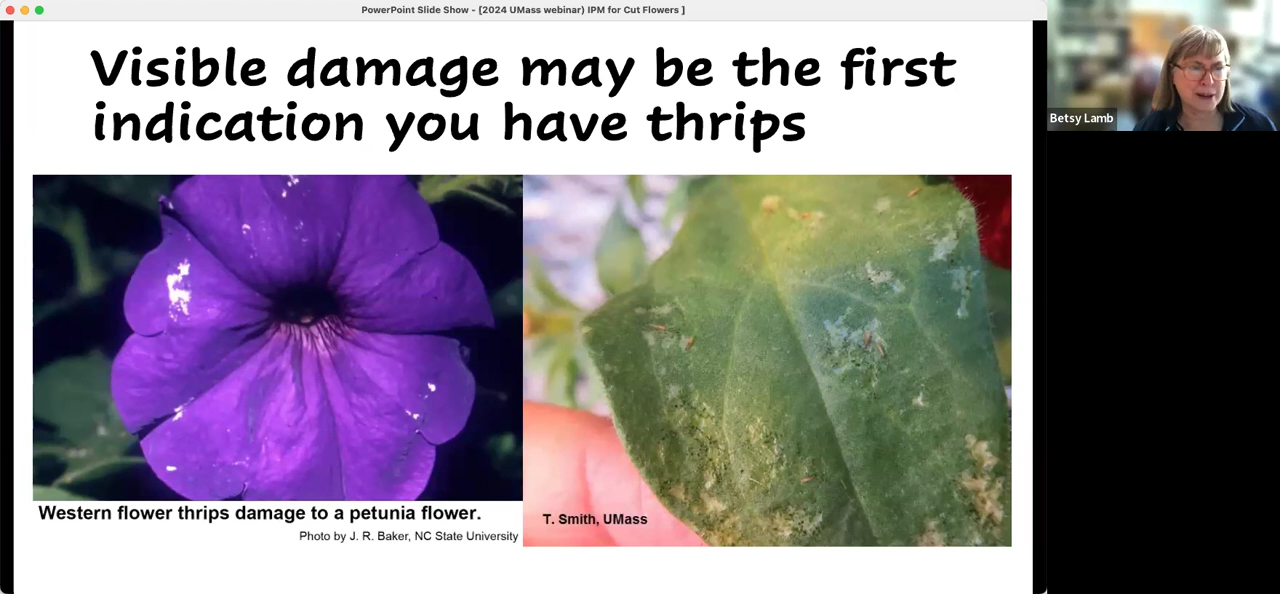 PowerPoint Slide Show - [2024 UMass webinar) IPM for Cut Flowers ]
Visible damage may be the first
indication you have thrips
Betsy Lamb
Western flower thrips damage to a petunia flower.
Photo by J. R. Baker, NC State University
T. Smith, UMass